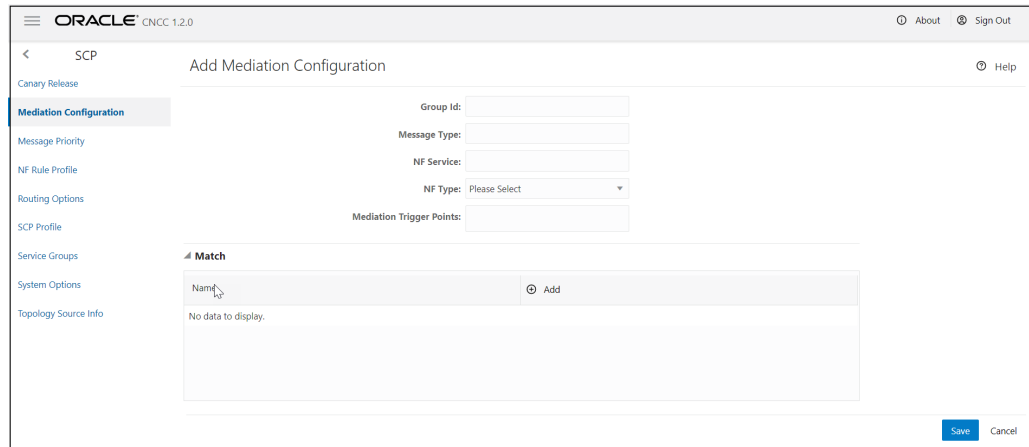 ORACLE® CNCC 1.2.0
About
Sign Out
SCP
Canary Release
Mediation Configuration
Message Priority
NF Rule Profile
Routing Options
SCP Profile
Service Groups
System Options
Topology Source Info
Add Mediation Configuration
Help
Group Id:
Message Type:
NF Service:
NF Type: Please Select
Mediation Trigger Points:
Match
Name
Add
No data to display.
Save
Cancel